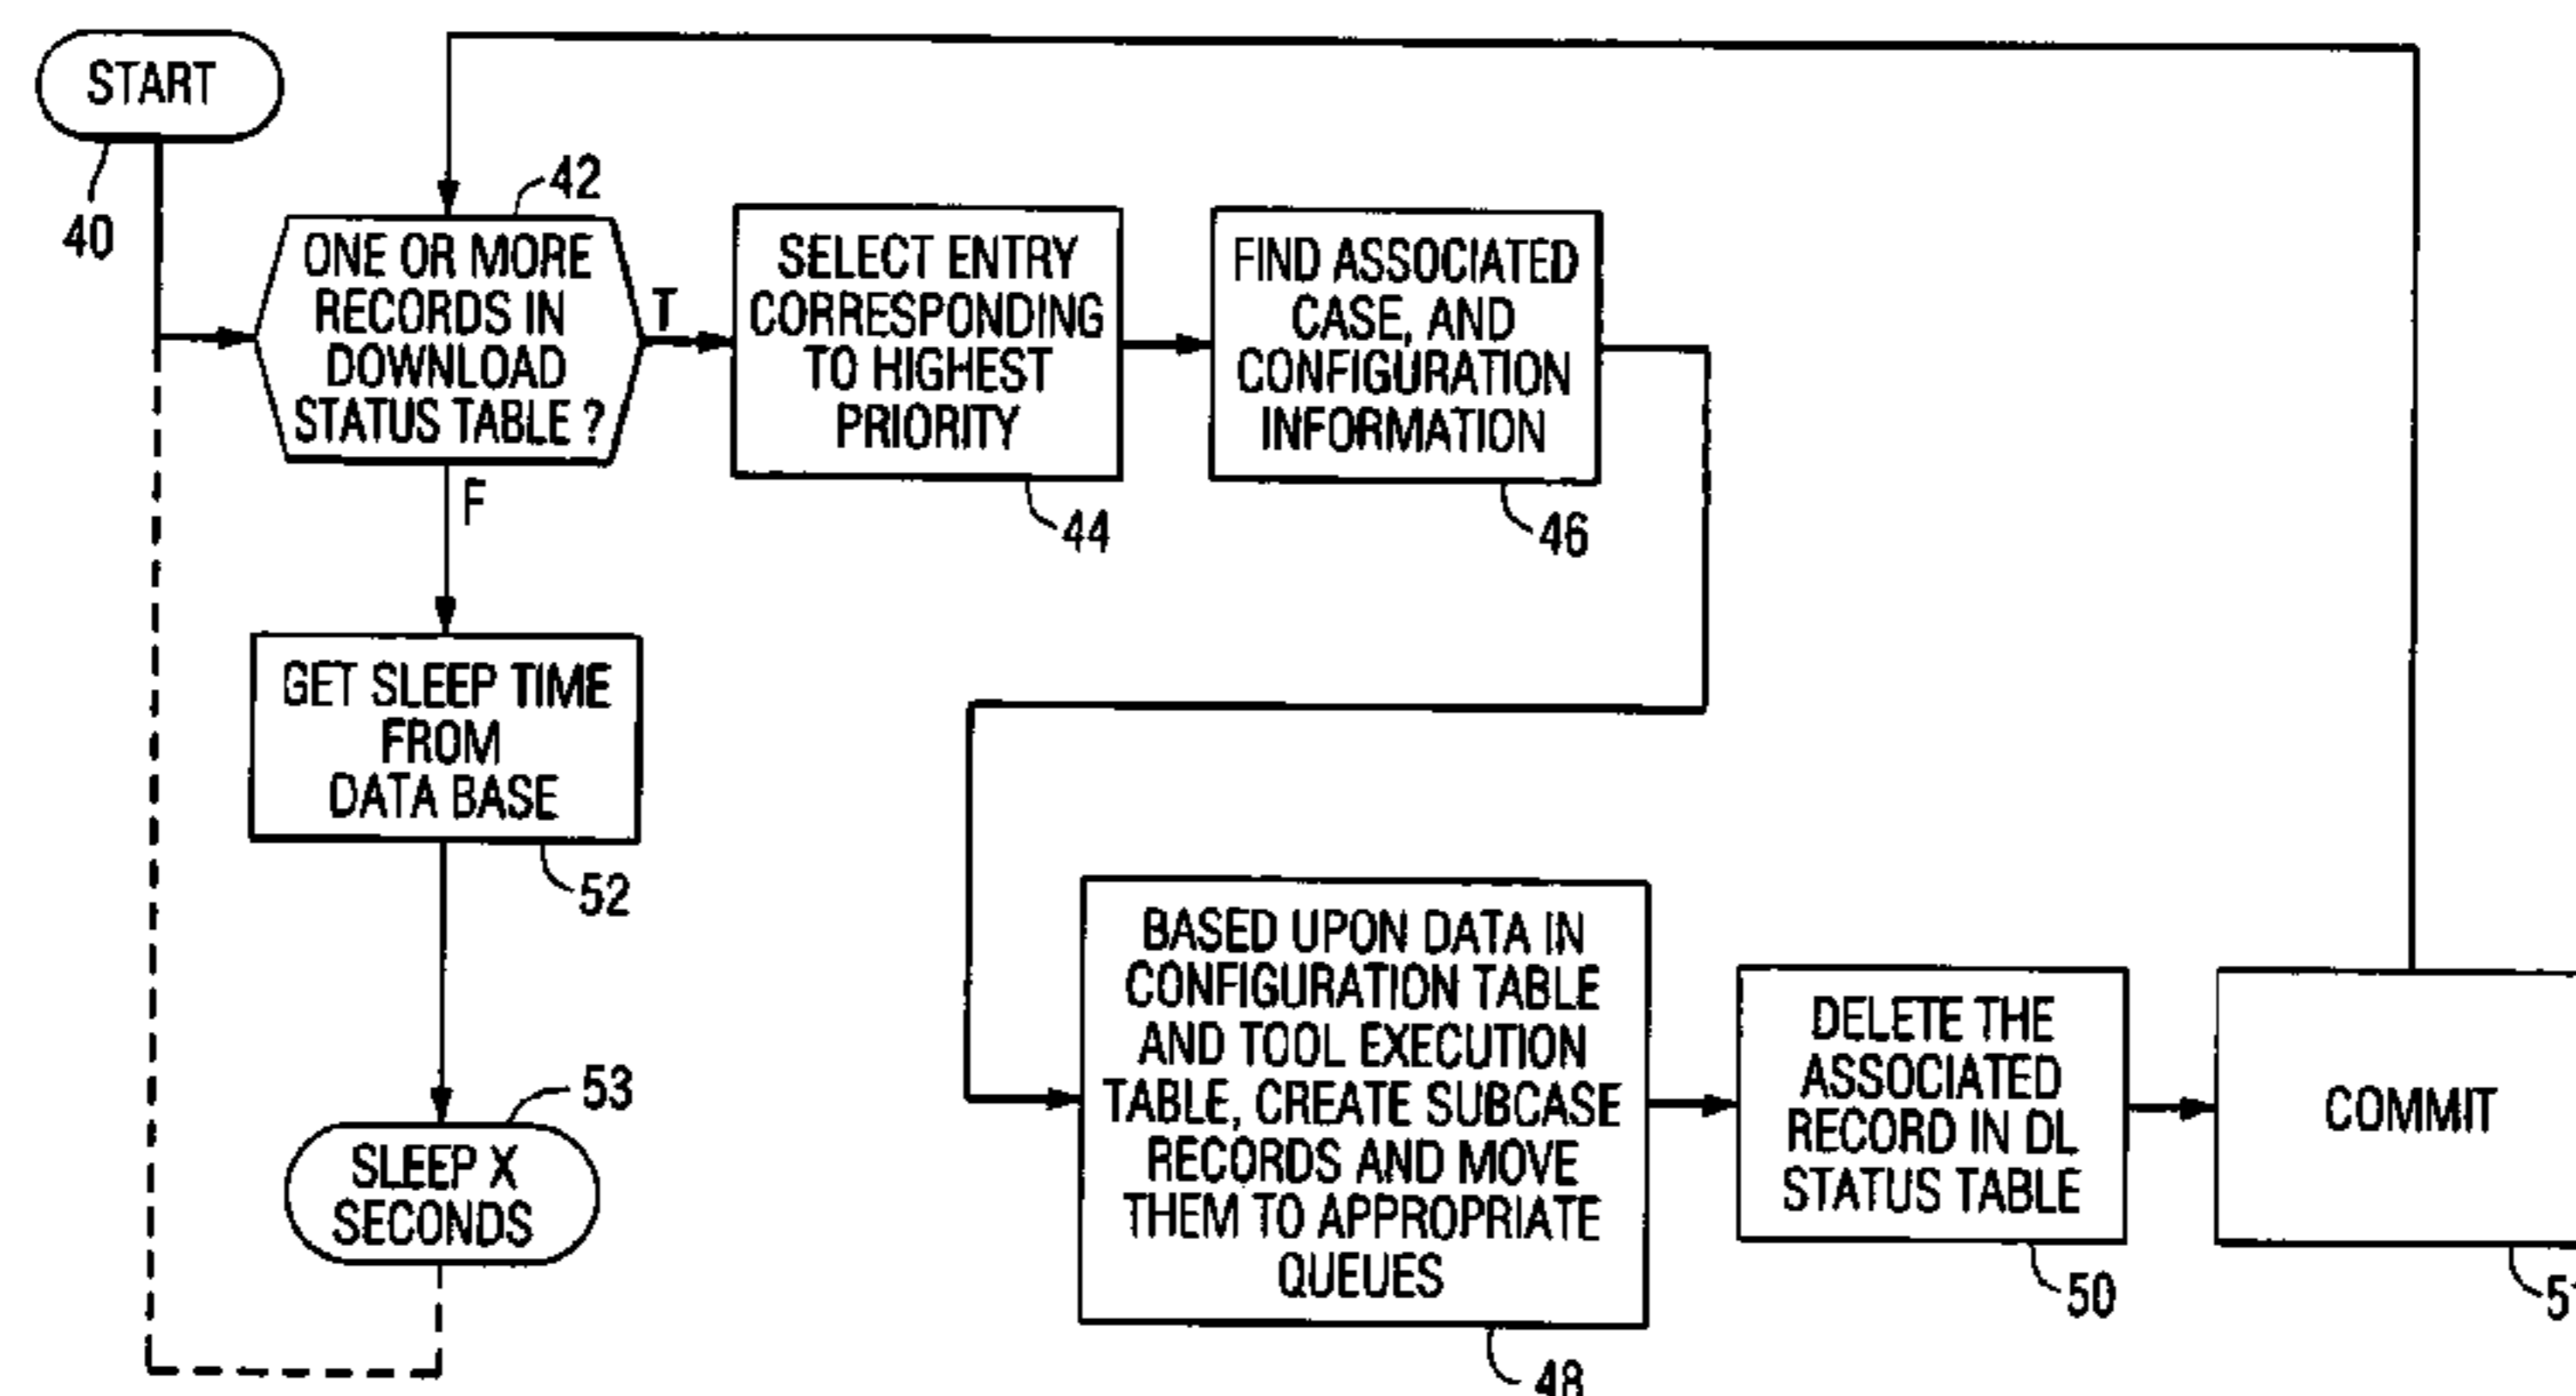 START
40
42
ONE OR MORE
RECORDS IN
DOWNLOAD
STATUS TABLE ?
T
F
SELECT ENTRY
CORRESPONDING
TO HIGHEST
PRIORITY
44
FIND ASSOCIATED
CASE, AND
CONFIGURATION
INFORMATION
46
GET SLEEP TIME
FROM
DATA BASE
52
53
SLEEP X
SECONDS
BASED UPON DATA IN
CONFIGURATION TABLE
AND TOOL EXECUTION
TABLE, CREATE SUBCASE
RECORDS AND MOVE
THEM TO APPROPRIATE
QUEUES
48
DELETE THE
ASSOCIATED
RECORD IN DL
STATUS TABLE
50
COMMIT